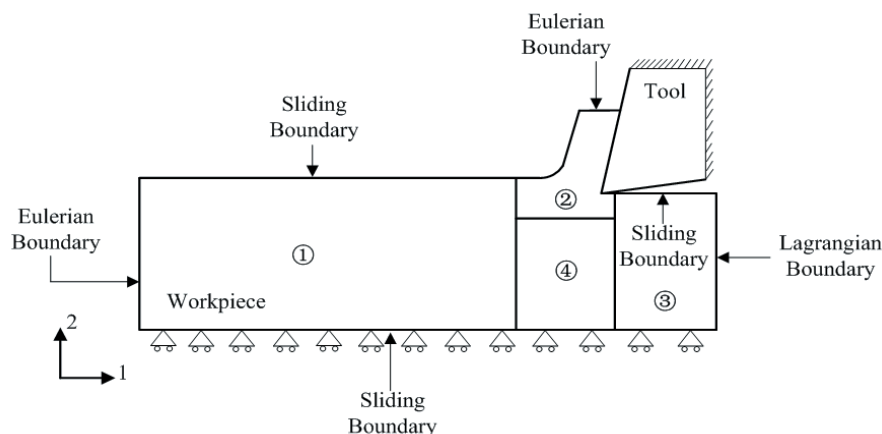 Eulerian
Boundary
Tool
Sliding
Boundary
②
Eulerian
Boundary
①
Sliding
Boundary
Lagrangian
Boundary
④
③
Workpiece
2
1
Sliding
Boundary